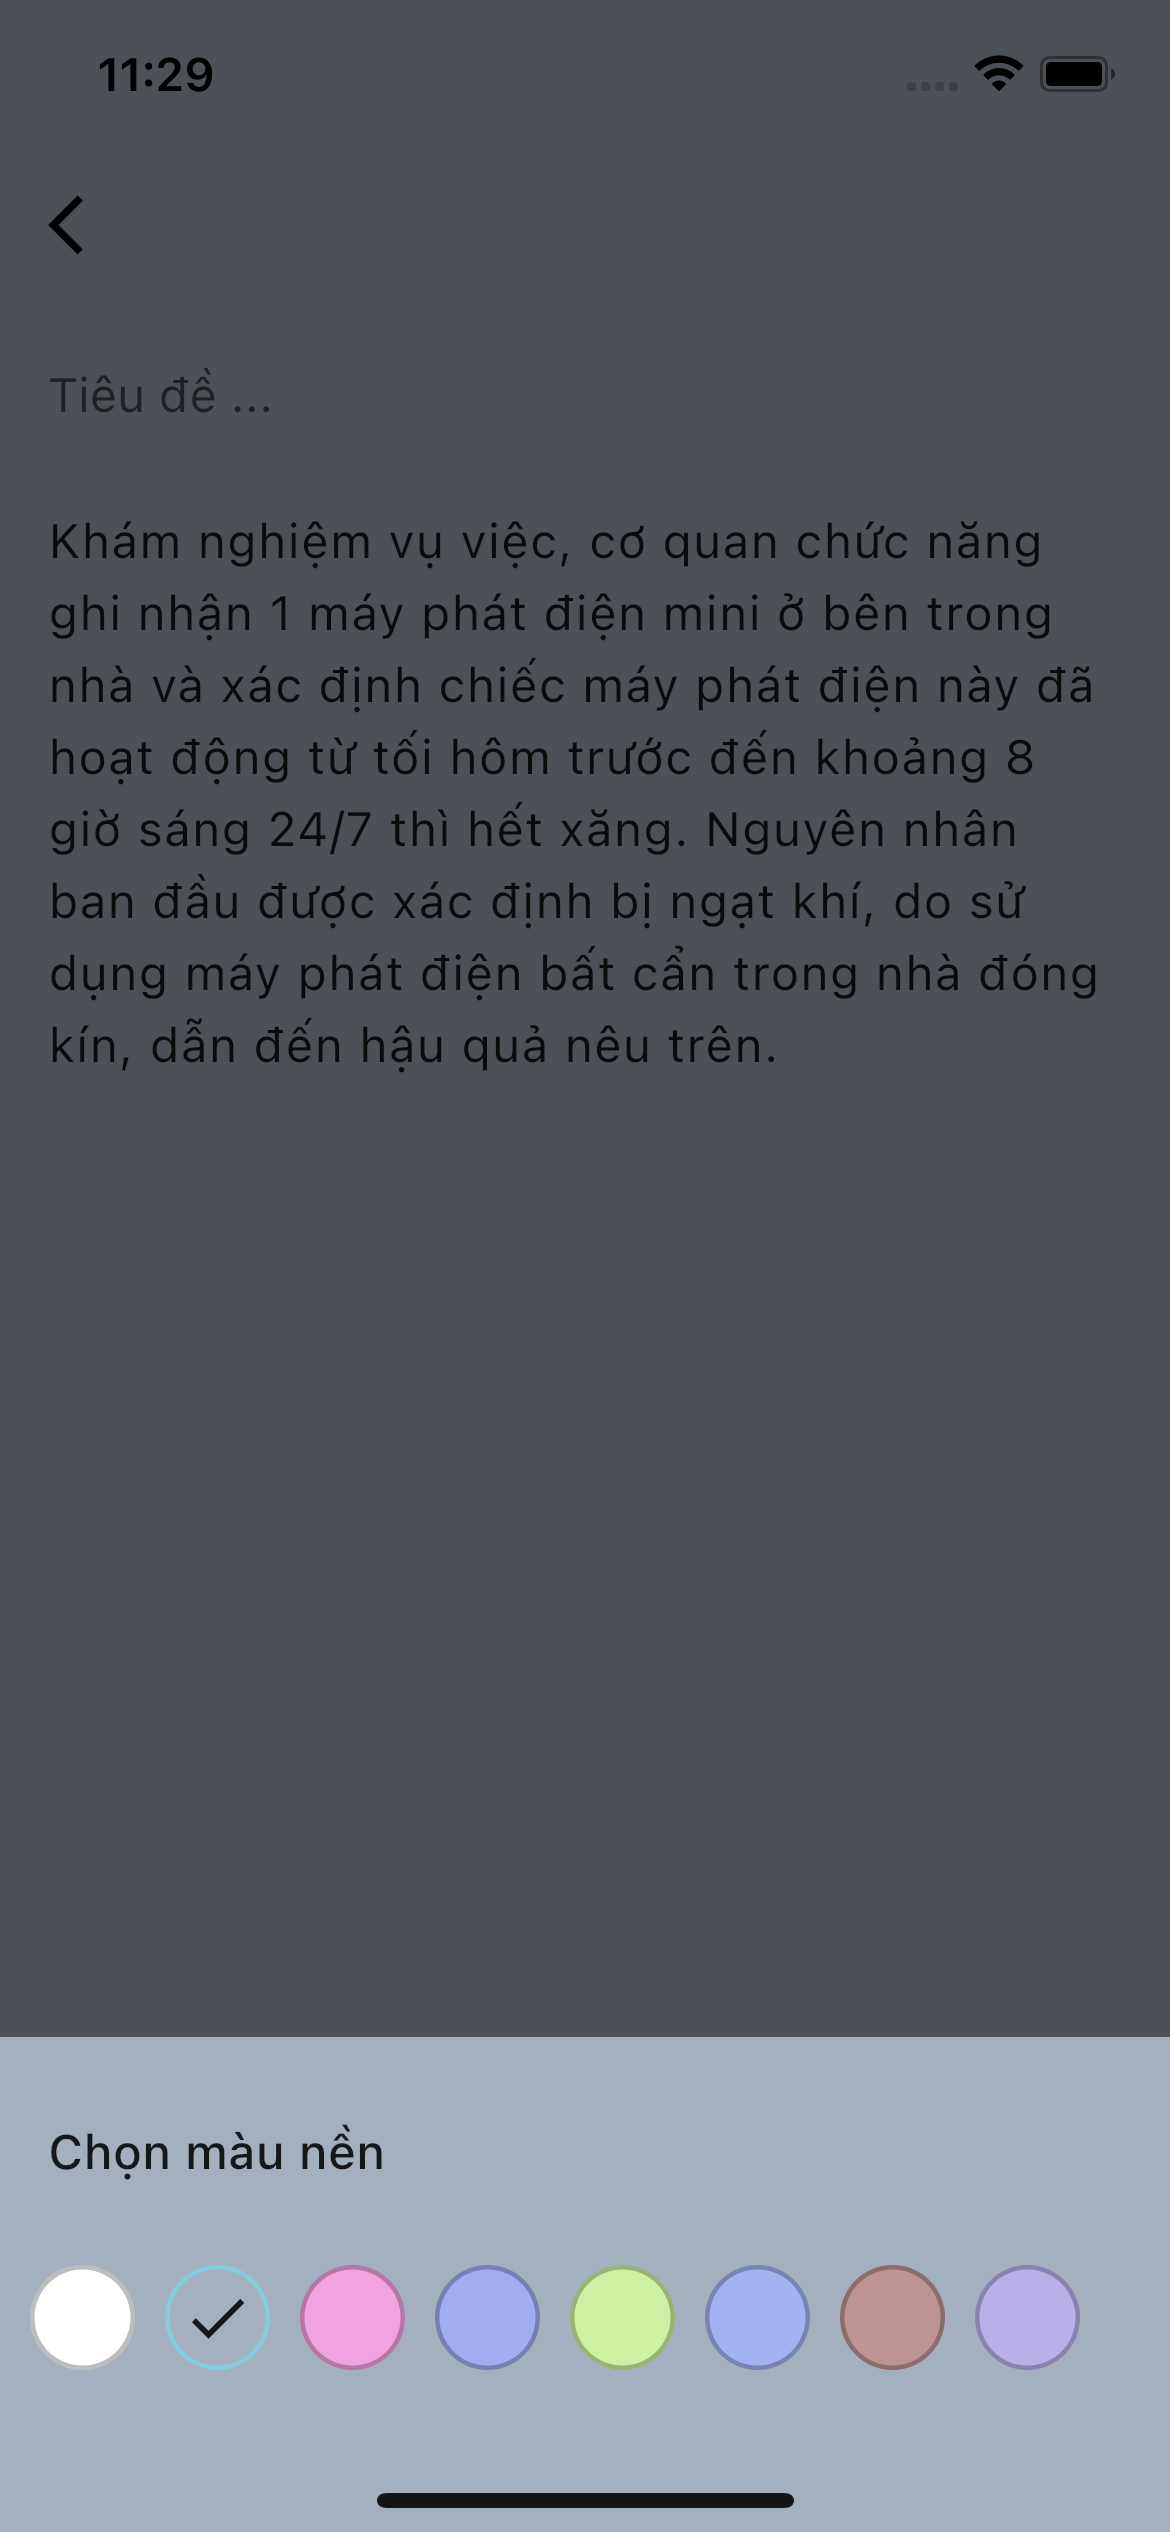 11:29
Tiêu đề ...
Khám nghiệm vụ việc, cơ quan chức năng
ghi nhận 1 máy phát điện mini ở bên trong
nhà và xác định chiếc máy phát điện này đã
hoạt động từ tối hôm trước đến khoảng 8
giờ sáng 24/7 thì hết xăng. Nguyên nhân
ban đầu được xác định bị ngạt khí, do sử
dụng máy phát điện bất cẩn trong nhà đóng
kín, dẫn đến hậu quả nêu trên.
Chọn màu nền